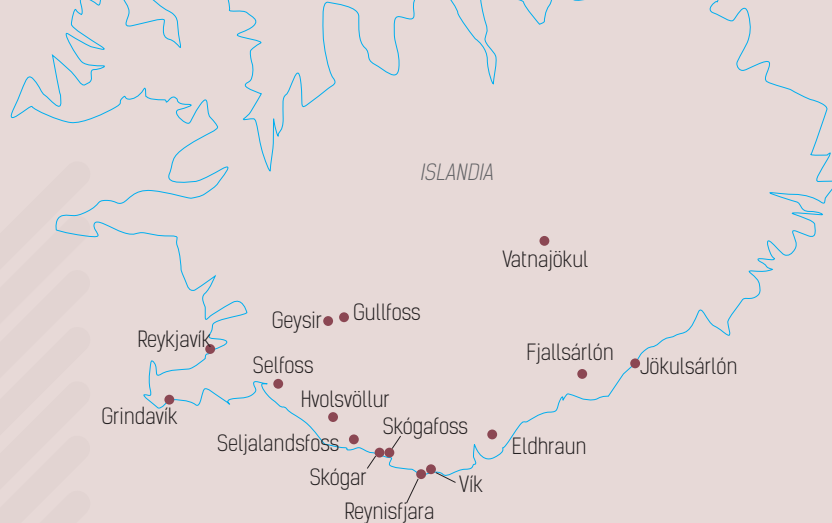 ISLANDIA
Vatnajökul
Geysir
Gullfoss
Reykjavík
Fjallsárlón
Selfoss
Jökulsárlón
Hvolsvöllur
Grindavík
Skógafoss
Seljalandsfoss
Eldhraun
Skógar
Vík
Reynisfjara